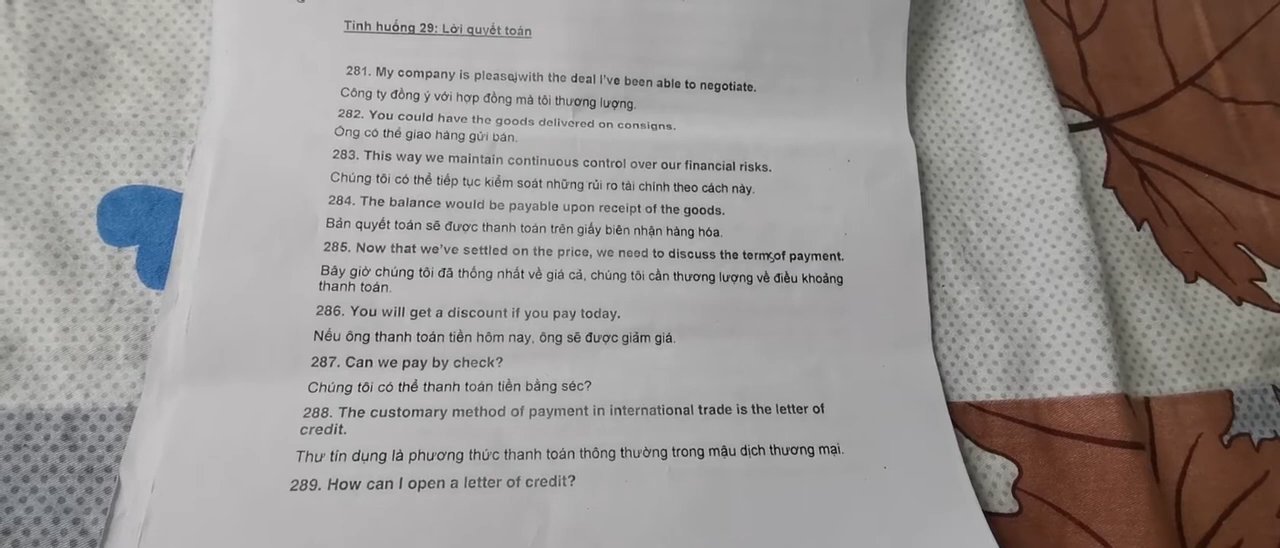 Tình huống 29: Lời quyết toán
281. My company is pleased with the deal I've been able to negotiate.
Công ty đồng ý với hợp đồng mà tôi thương lượng.
282. You could have the goods delivered on consigns.
Ông có thể giao hàng gửi bán.
283. This way we maintain continuous control over our financial risks.
Chúng tôi có thể tiếp tục kiểm soát những rủi ro tài chính theo cách này.
284. The balance would be payable upon receipt of the goods.
Bản quyết toán sẽ được thanh toán trên giấy biên nhận hàng hóa.
285. Now that we've settled on the price, we need to discuss the terms of payment.
Bây giờ chúng tôi đã thống nhất về giá cả, chúng tôi cần thương lượng về điều khoảng
thanh toán.
286. You will get a discount if you pay today.
Nếu ông thanh toán tiền hôm nay, ông sẽ được giảm giá.
287. Can we pay by check?
Chúng tôi có thể thanh toán tiền bằng séc?
288. The customary method of payment in international trade is the letter of
credit.
Thư tín dụng là phương thức thanh toán thông thường trong mậu dịch thương mại.
289. How can I open a letter of credit?